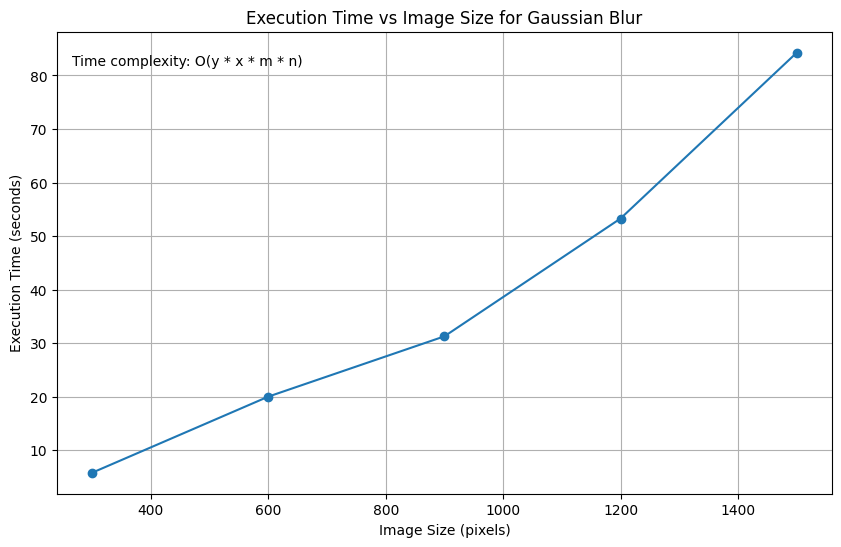 Execution Time vs Image Size for Gaussian Blur
Time complexity: O(y * x * m * n)
Execution Time (seconds)
80
70
60
50
40
30
20
10
400 600 800 1000 1200 1400
Image Size (pixels)